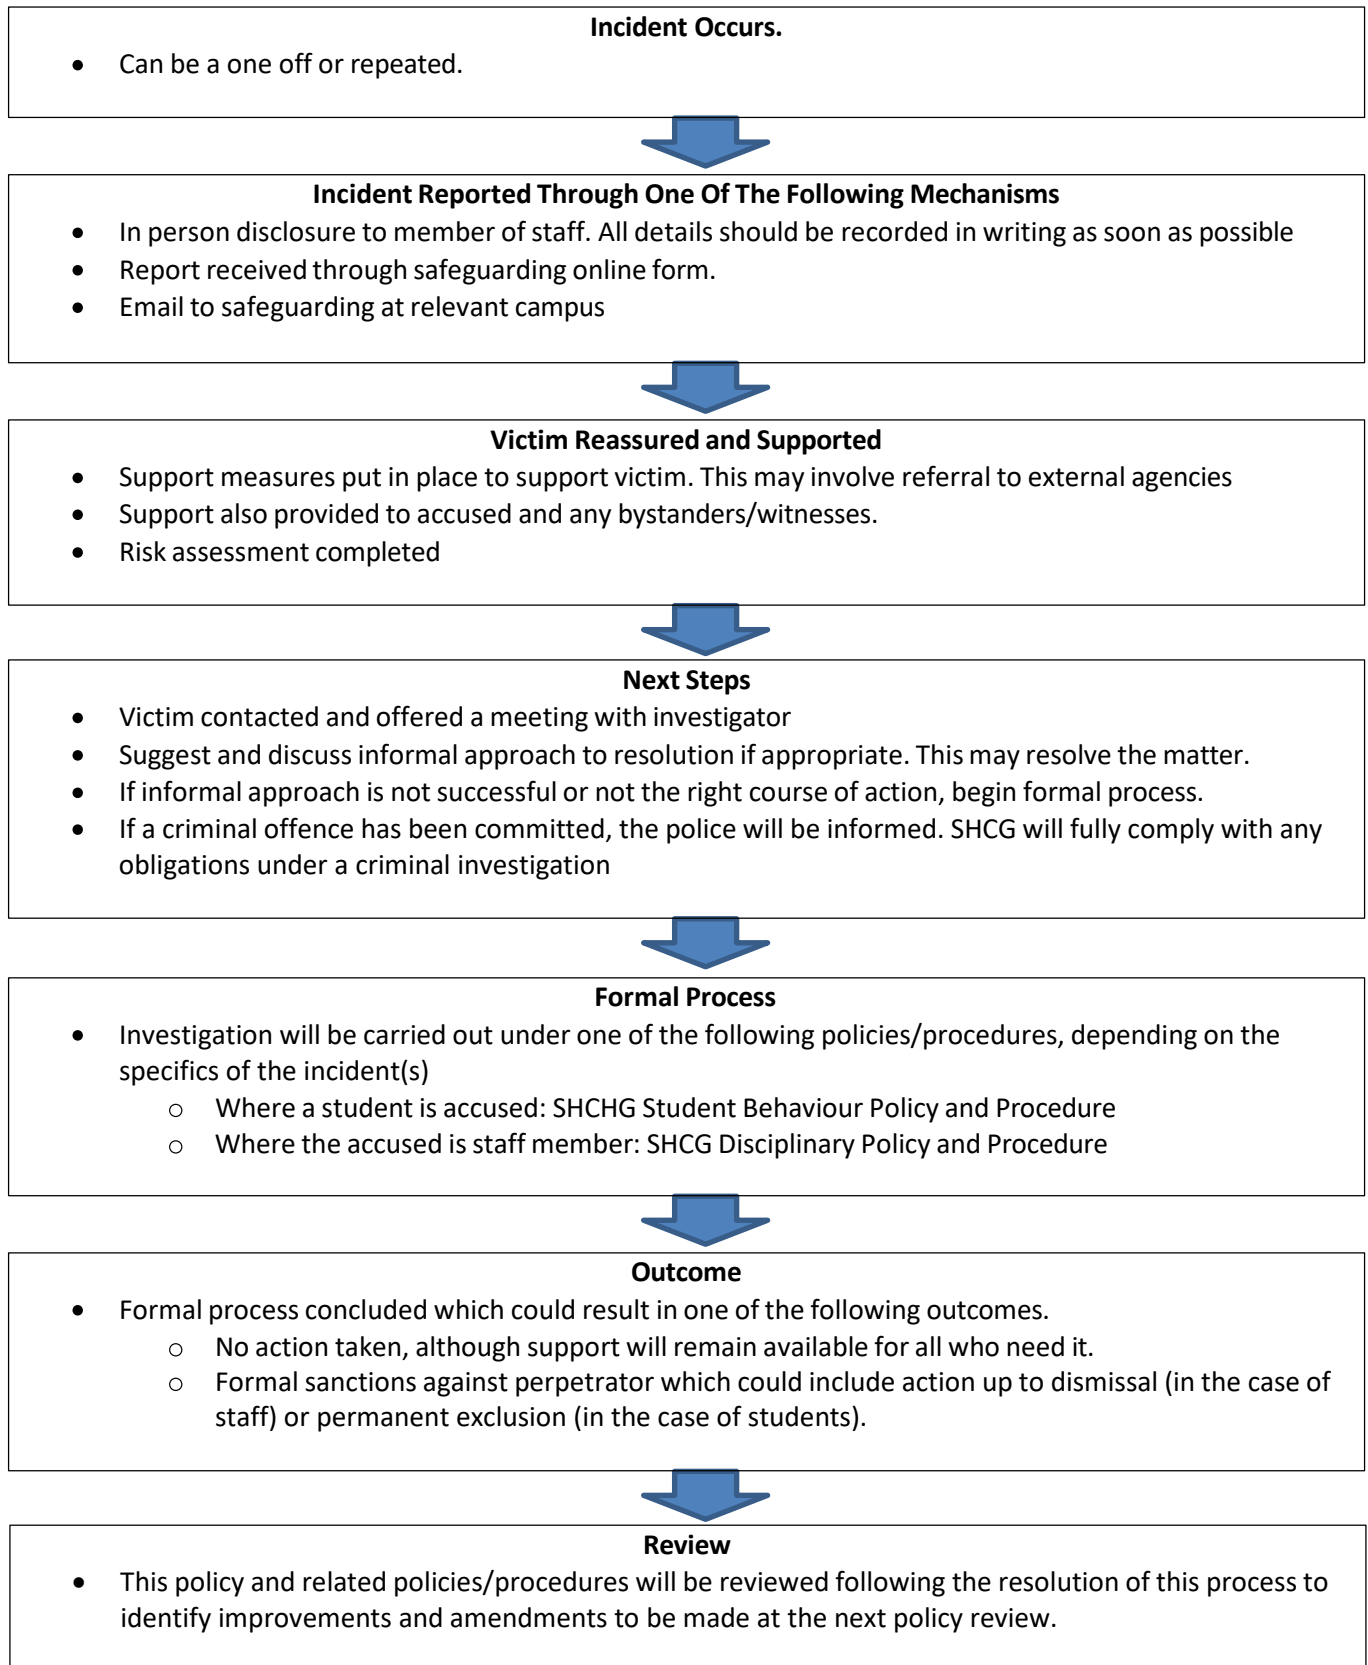 Incident Occurs.
• Can be a one off or repeated.
Incident Reported Through One Of The Following Mechanisms
• In person disclosure to member of staff. All details should be recorded in writing as soon as possible
• Report received through safeguarding online form.
• Email to safeguarding at relevant campus
Victim Reassured and Supported
• Support measures put in place to support victim. This may involve referral to external agencies
• Support also provided to accused and any bystanders/witnesses.
• Risk assessment completed
Next Steps
• Victim contacted and offered a meeting with investigator
• Suggest and discuss informal approach to resolution if appropriate. This may resolve the matter.
• If informal approach is not successful or not the right course of action, begin formal process.
• If a criminal offence has been committed, the police will be informed. SHCG will fully comply with any
obligations under a criminal investigation
Formal Process
• Investigation will be carried out under one of the following policies/procedures, depending on the
specifics of the incident(s)
o Where a student is accused: SHCHG Student Behaviour Policy and Procedure
o Where the accused is staff member: SHCG Disciplinary Policy and Procedure
Outcome
• Formal process concluded which could result in one of the following outcomes.
o No action taken, although support will remain available for all who need it.
o Formal sanctions against perpetrator which could include action up to dismissal (in the case of
staff) or permanent exclusion (in the case of students).
Review
• This policy and related policies/procedures will be reviewed following the resolution of this process to
identify improvements and amendments to be made at the next policy review.